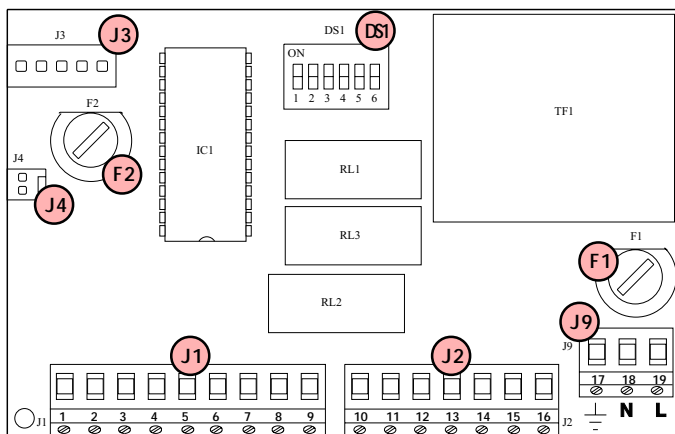 J3 J3
DS1 DS1
ON
1 2 3 4 5 6
F2
F2
IC1
TF1
J4
J4
RL1
RL3
RL2
F1
F1
J9
J9
17 18 19
N L
J1
J1
1 2 3 4 5 6 7 8 9
J2
J2
10 11 12 13 14 15 16